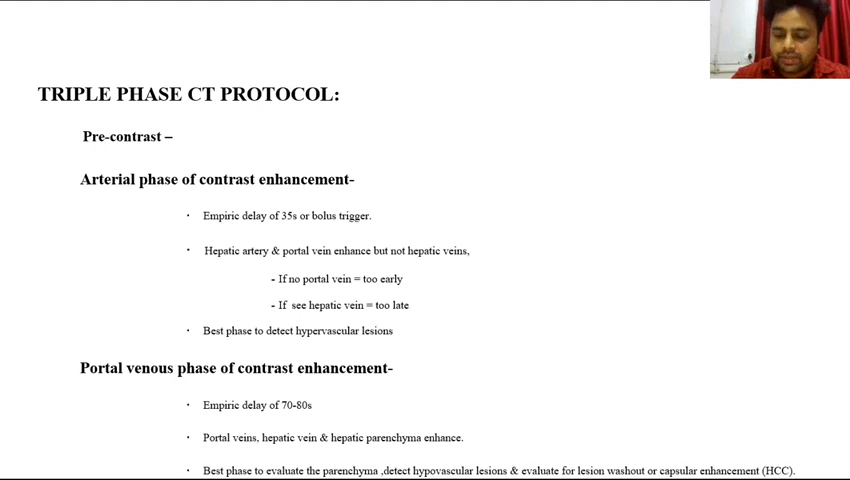 TRIPLE PHASE CT PROTOCOL:
Pre-contrast –
Arterial phase of contrast enhancement-
· Empiric delay of 35s or bolus trigger.
· Hepatic artery & portal vein enhance but not hepatic veins,
- If no portal vein = too early
- If see hepatic vein = too late
· Best phase to detect hypervascular lesions
Portal venous phase of contrast enhancement-
· Empiric delay of 70-80s
· Portal veins, hepatic vein & hepatic parenchyma enhance.
· Best phase to evaluate the parenchyma ,detect hypovascular lesions & evaluate for lesion washout or capsular enhancement (HCC).